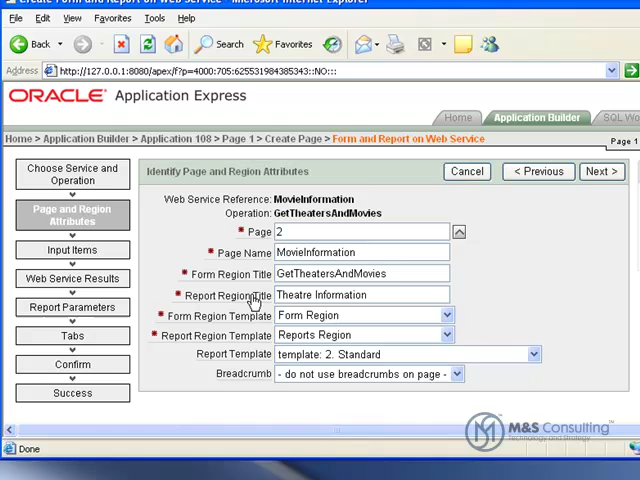 Create Form and Report on Web Service - Microsoft Internet Explorer
File Edit View Favorites Tools Help
Back Search Favorites
Address http://127.0.0.1:8080/apex/f?p=4000:705:625531984385343::NO:::
ORACLE Application Express
Home Application Builder SQL Wo
Home > Application Builder > Application 108 > Page 1 > Create Page > Form and Report on Web Service Page 1
Choose Service and Operation
Page and Region Attributes
Input Items
Web Service Results
Report Parameters
Tabs
Confirm
Success
Identify Page and Region Attributes Cancel < Previous Next >
Web Service Reference: MovieInformation
Operation: GetTheatersAndMovies
* Page 2
* Page Name MovieInformation
* Form Region Title GetTheatersAndMovies
* Report Region Title Theatre Information
* Form Region Template Form Region
* Report Region Template Reports Region
Report Template template: 2. Standard
Breadcrumb - do not use breadcrumbs on page -
M&S Consulting
Technology and Strategy
Done